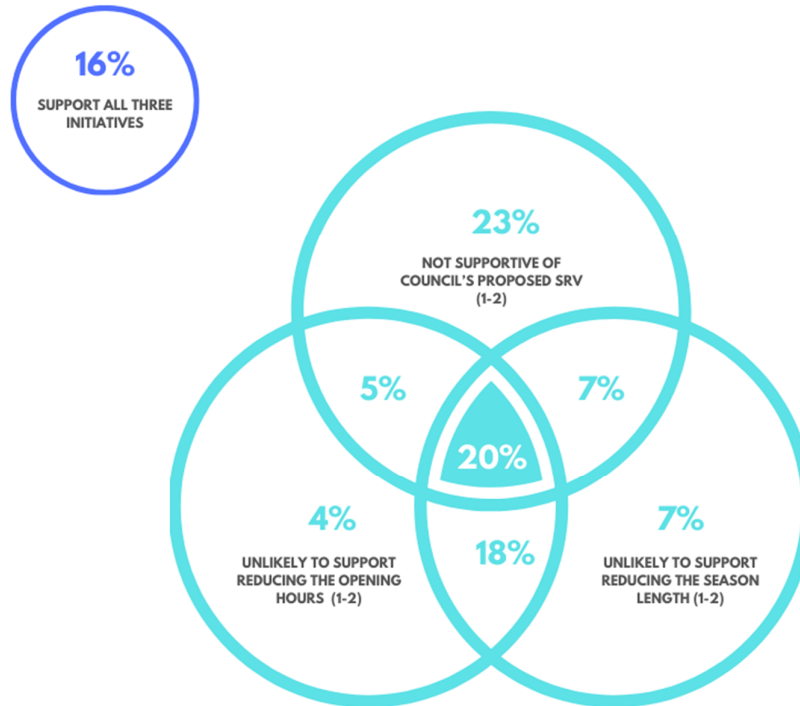 16%
SUPPORT ALL THREE
INITIATIVES
23%
NOT SUPPORTIVE OF
COUNCIL'S PROPOSED SRV
(1-2)
5%
7%
20%
4%
UNLIKELY TO SUPPORT
REDUCING THE OPENING
HOURS (1-2)
18%
7%
UNLIKELY TO SUPPORT
REDUCING THE SEASON
LENGTH (1-2)